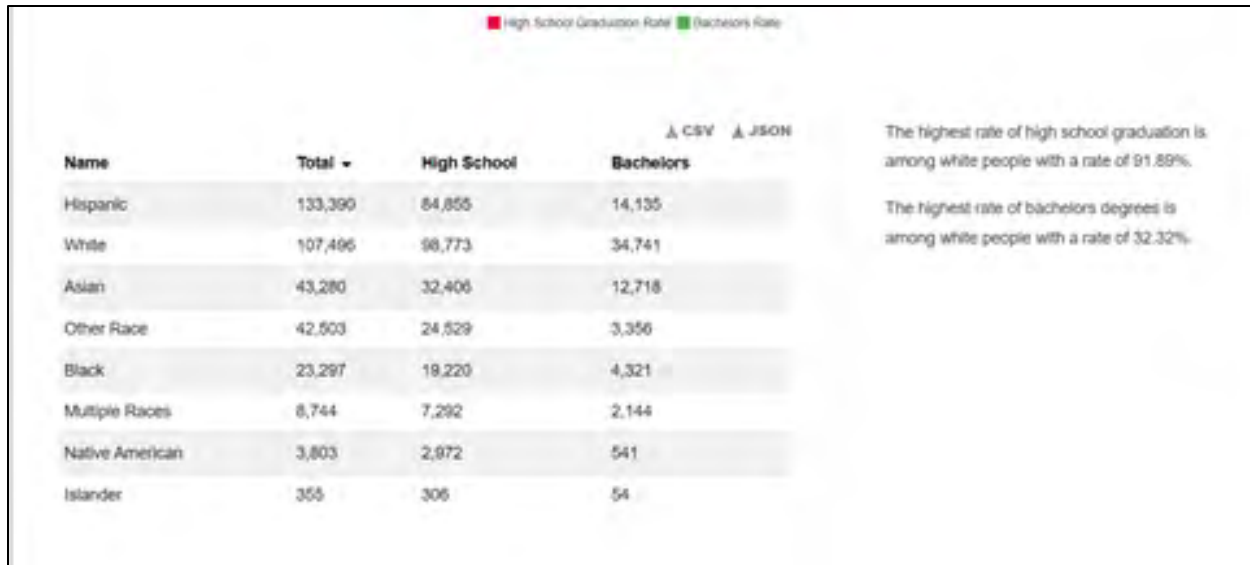 High School Graduation Rate Bachelors Rate
CSV JSON
Name Total High School Bachelors
Hispanic 133,390 84,855 14,135
White 107,496 98,773 34,741
Asian 43,280 32,406 12,718
Other Race 42,503 24,529 3,356
Black 23,297 19,220 4,321
Multiple Races 8,744 7,292 2,144
Native American 3,803 2,972 541
Islander 355 306 54
The highest rate of high school graduation is
among white people with a rate of 91.89%.
The highest rate of bachelors degrees is
among white people with a rate of 32.32%.